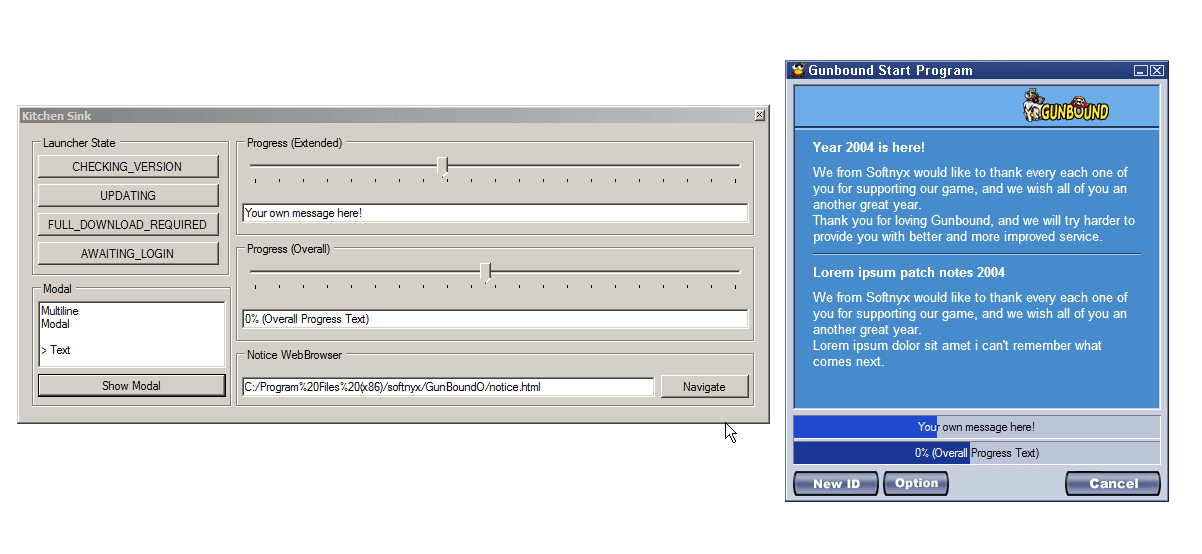 Kitchen Sink
Launcher State
CHECKING_VERSION
UPDATING
FULL_DOWNLOAD_REQUIRED
AWAITING_LOGIN
Modal
Multiline
Modal
> Text
Show Modal
Progress (Extended)
Your own message here!
Progress (Overall)
0% (Overall Progress Text)
Notice WebBrowser
C:/Program%20Files%20(x86)/softnyx/GunBoundO/notice.html
Navigate
Gunbound Start Program
GUNBOUND
Year 2004 is here!
We from Softnyx would like to thank every each one of
you for supporting our game, and we wish all of you an
another great year.
Thank you for loving Gunbound, and we will try harder to
provide you with better and more improved service.
Lorem ipsum patch notes 2004
We from Softnyx would like to thank every each one of
you for supporting our game, and we wish all of you an
another great year.
Lorem ipsum dolor sit amet i can't remember what
comes next.
Your own message here!
0% (Overall Progress Text)
New ID
Option
Cancel